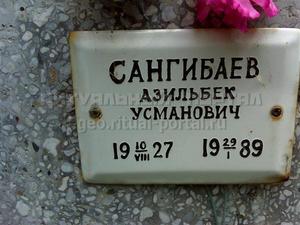 САНГИБАЕВ
АЗИЛЬБЕК
УСМАНОВИЧ
19 10/VIII 27 19 29/I 89
geo.ritual-portal.ru